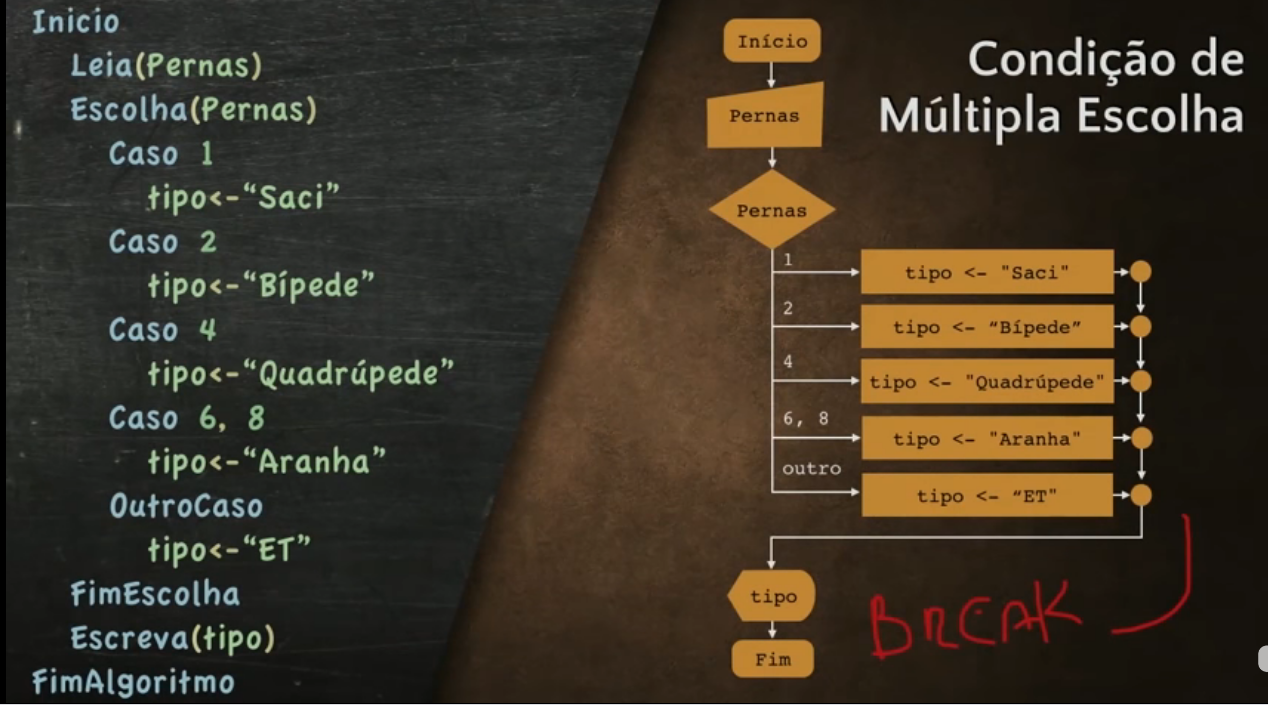 Inicio
Leia(Pernas)
Escolha(Pernas)
Caso 1
tipo<-“Saci”
Caso 2
tipo<-“Bípede”
Caso 4
tipo<-“Quadrúpede”
Caso 6, 8
tipo<-“Aranha”
OutroCaso
tipo<-“ET”
FimEscolha
Escreva(tipo)
FimAlgoritmo
Condição de
Múltipla Escolha
Início
Pernas
Pernas
1
tipo <- "Saci"
2
tipo <- “Bípede”
4
tipo <- "Quadrúpede"
6, 8
tipo <- "Aranha"
outro
tipo <- “ET"
tipo
Fim
BREAK